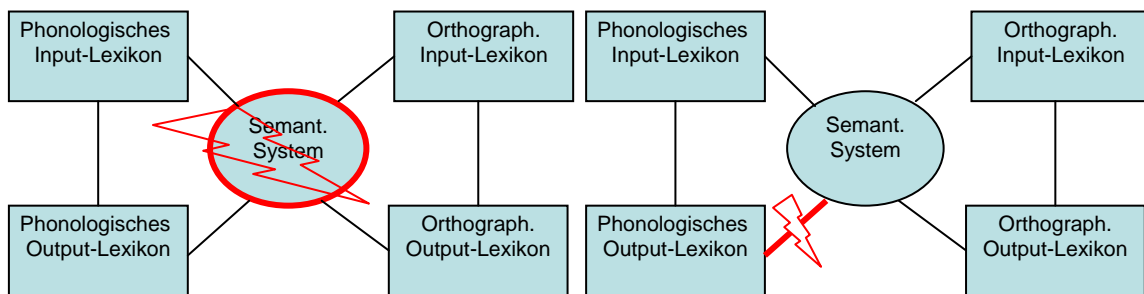 Phonologisches
Input-Lexikon
Orthograph.
Input-Lexikon
Semant.
System
Phonologisches
Output-Lexikon
Orthograph.
Output-Lexikon
Phonologisches
Input-Lexikon
Orthograph.
Input-Lexikon
Semant.
System
Phonologisches
Output-Lexikon
Orthograph.
Output-Lexikon